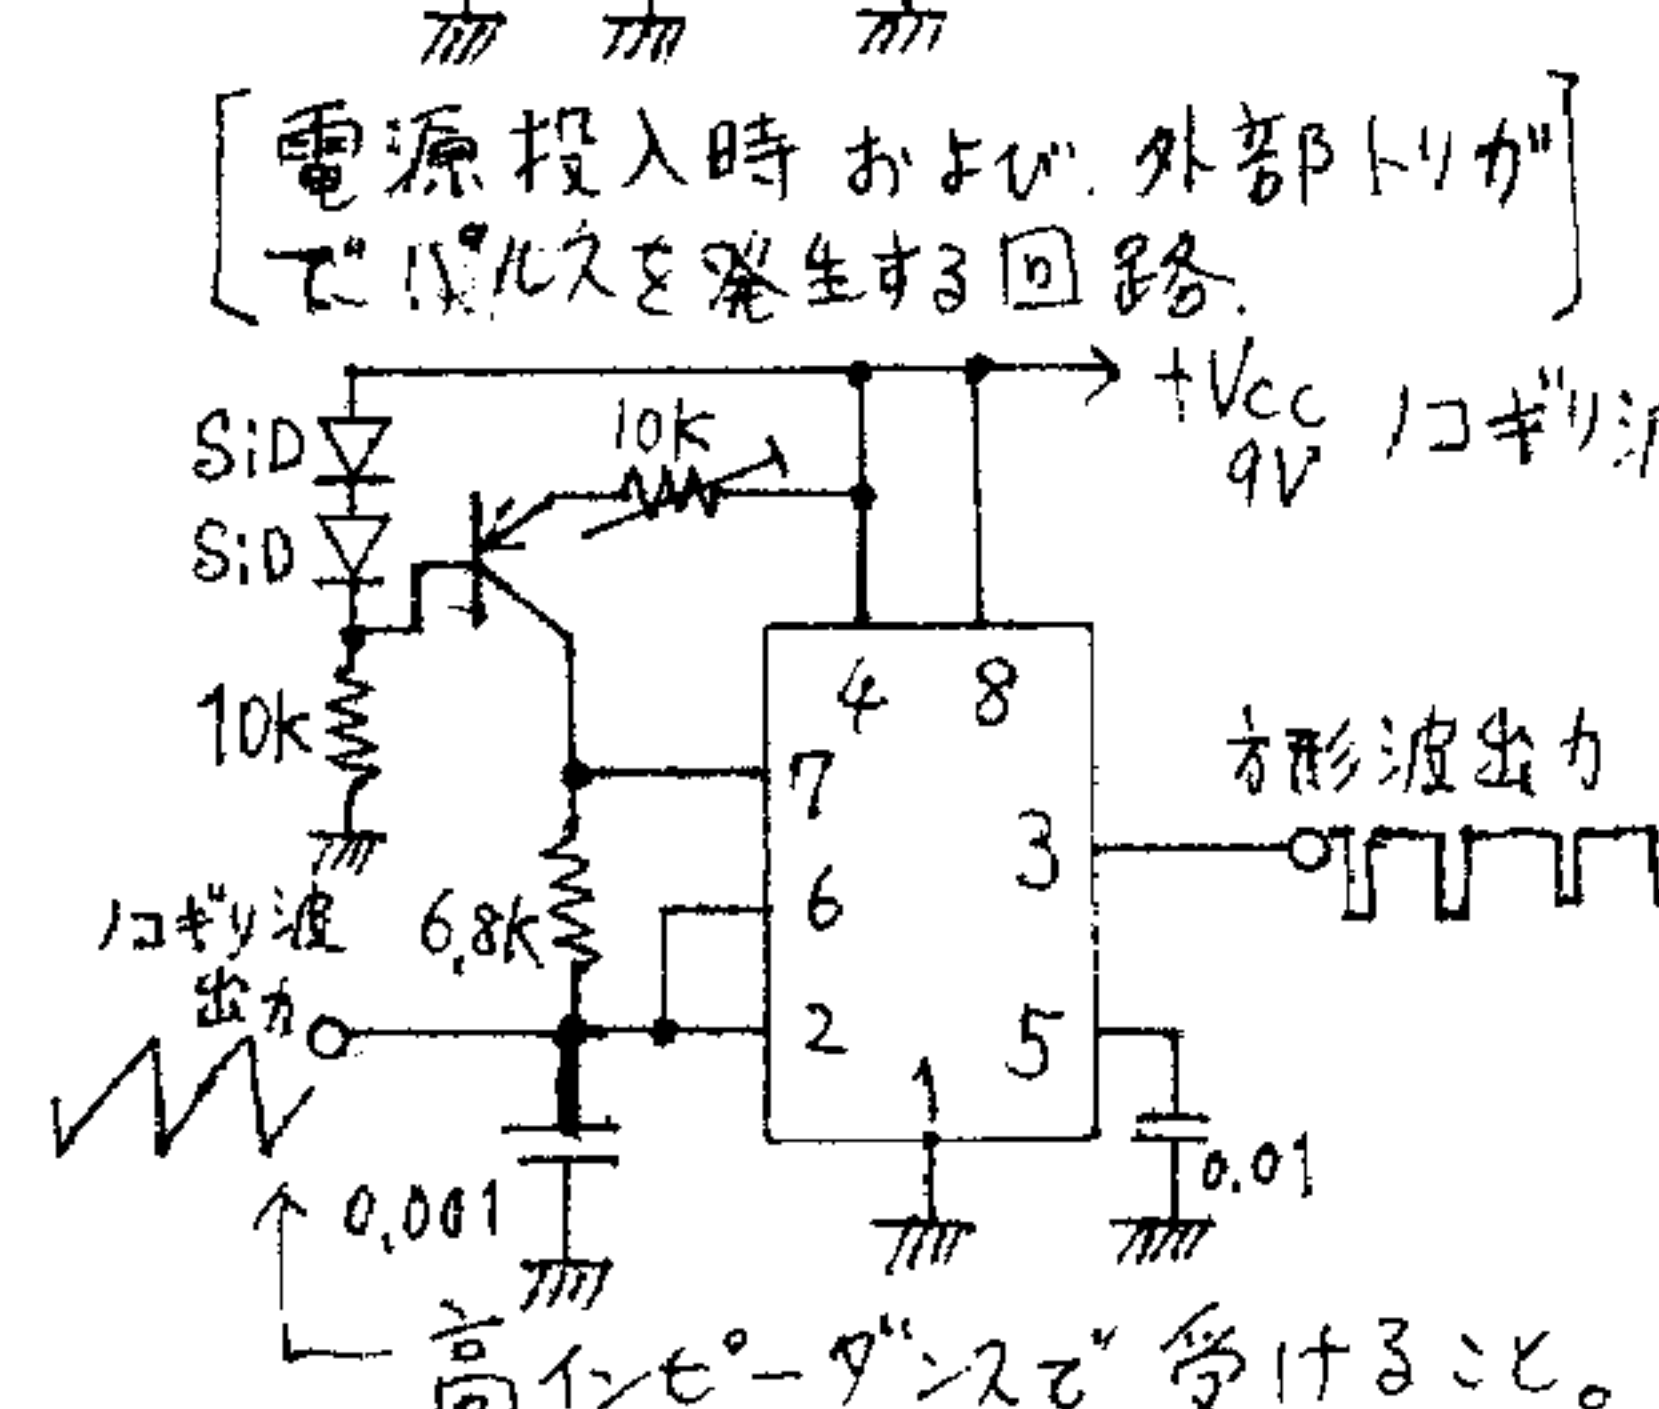 電源投入時および、外部トリガ
でパルスを発生する回路.
+Vcc
9V
ノコギリ波
SiD
SiD
10K
10k
4
8
7
6
2
3
5
1
方形波出力
ノコギリ波
出力
6.8K
0.001
0.01
高インピーダンスで受けること。